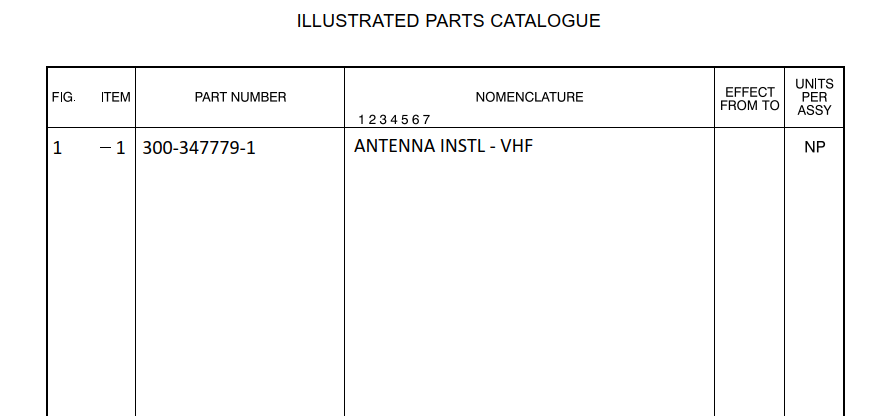 ILLUSTRATED PARTS CATALOGUE
FIG. ITEM PART NUMBER NOMENCLATURE EFFECT FROM TO UNITS PER ASSY
1 2 3 4 5 6 7
1 – 1 300-347779-1 ANTENNA INSTL - VHF NP